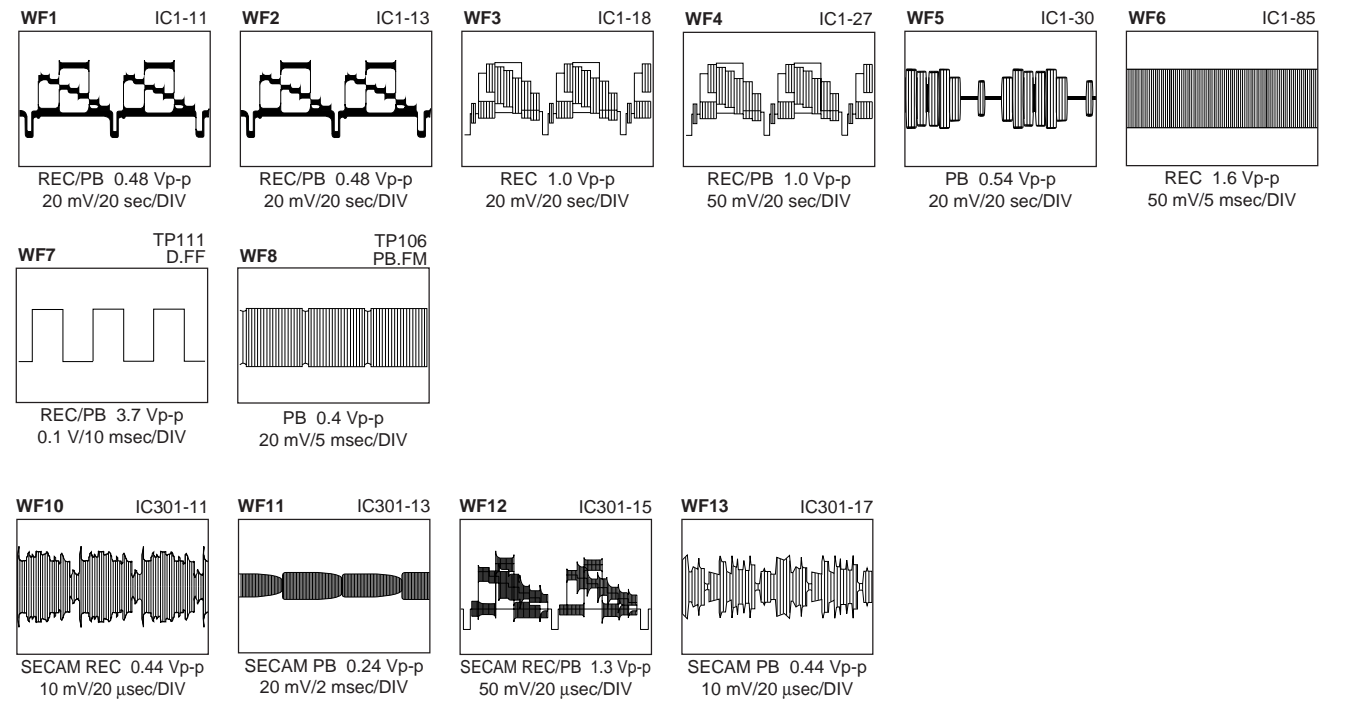 WF1 IC1-11
REC/PB 0.48 Vp-p
20 mV/20 sec/DIV
WF2 IC1-13
REC/PB 0.48 Vp-p
20 mV/20 sec/DIV
WF3 IC1-18
REC 1.0 Vp-p
20 mV/20 sec/DIV
WF4 IC1-27
REC/PB 1.0 Vp-p
50 mV/20 sec/DIV
WF5 IC1-30
PB 0.54 Vp-p
20 mV/20 sec/DIV
WF6 IC1-85
REC 1.6 Vp-p
50 mV/5 msec/DIV
TP111
WF7 D.FF
REC/PB 3.7 Vp-p
0.1 V/10 msec/DIV
TP106
WF8 PB.FM
PB 0.4 Vp-p
20 mV/5 msec/DIV
WF10 IC301-11
SECAM REC 0.44 Vp-p
10 mV/20 µsec/DIV
WF11 IC301-13
SECAM PB 0.24 Vp-p
20 mV/2 msec/DIV
WF12 IC301-15
SECAM REC/PB 1.3 Vp-p
50 mV/20 µsec/DIV
WF13 IC301-17
SECAM PB 0.44 Vp-p
10 mV/20 µsec/DIV